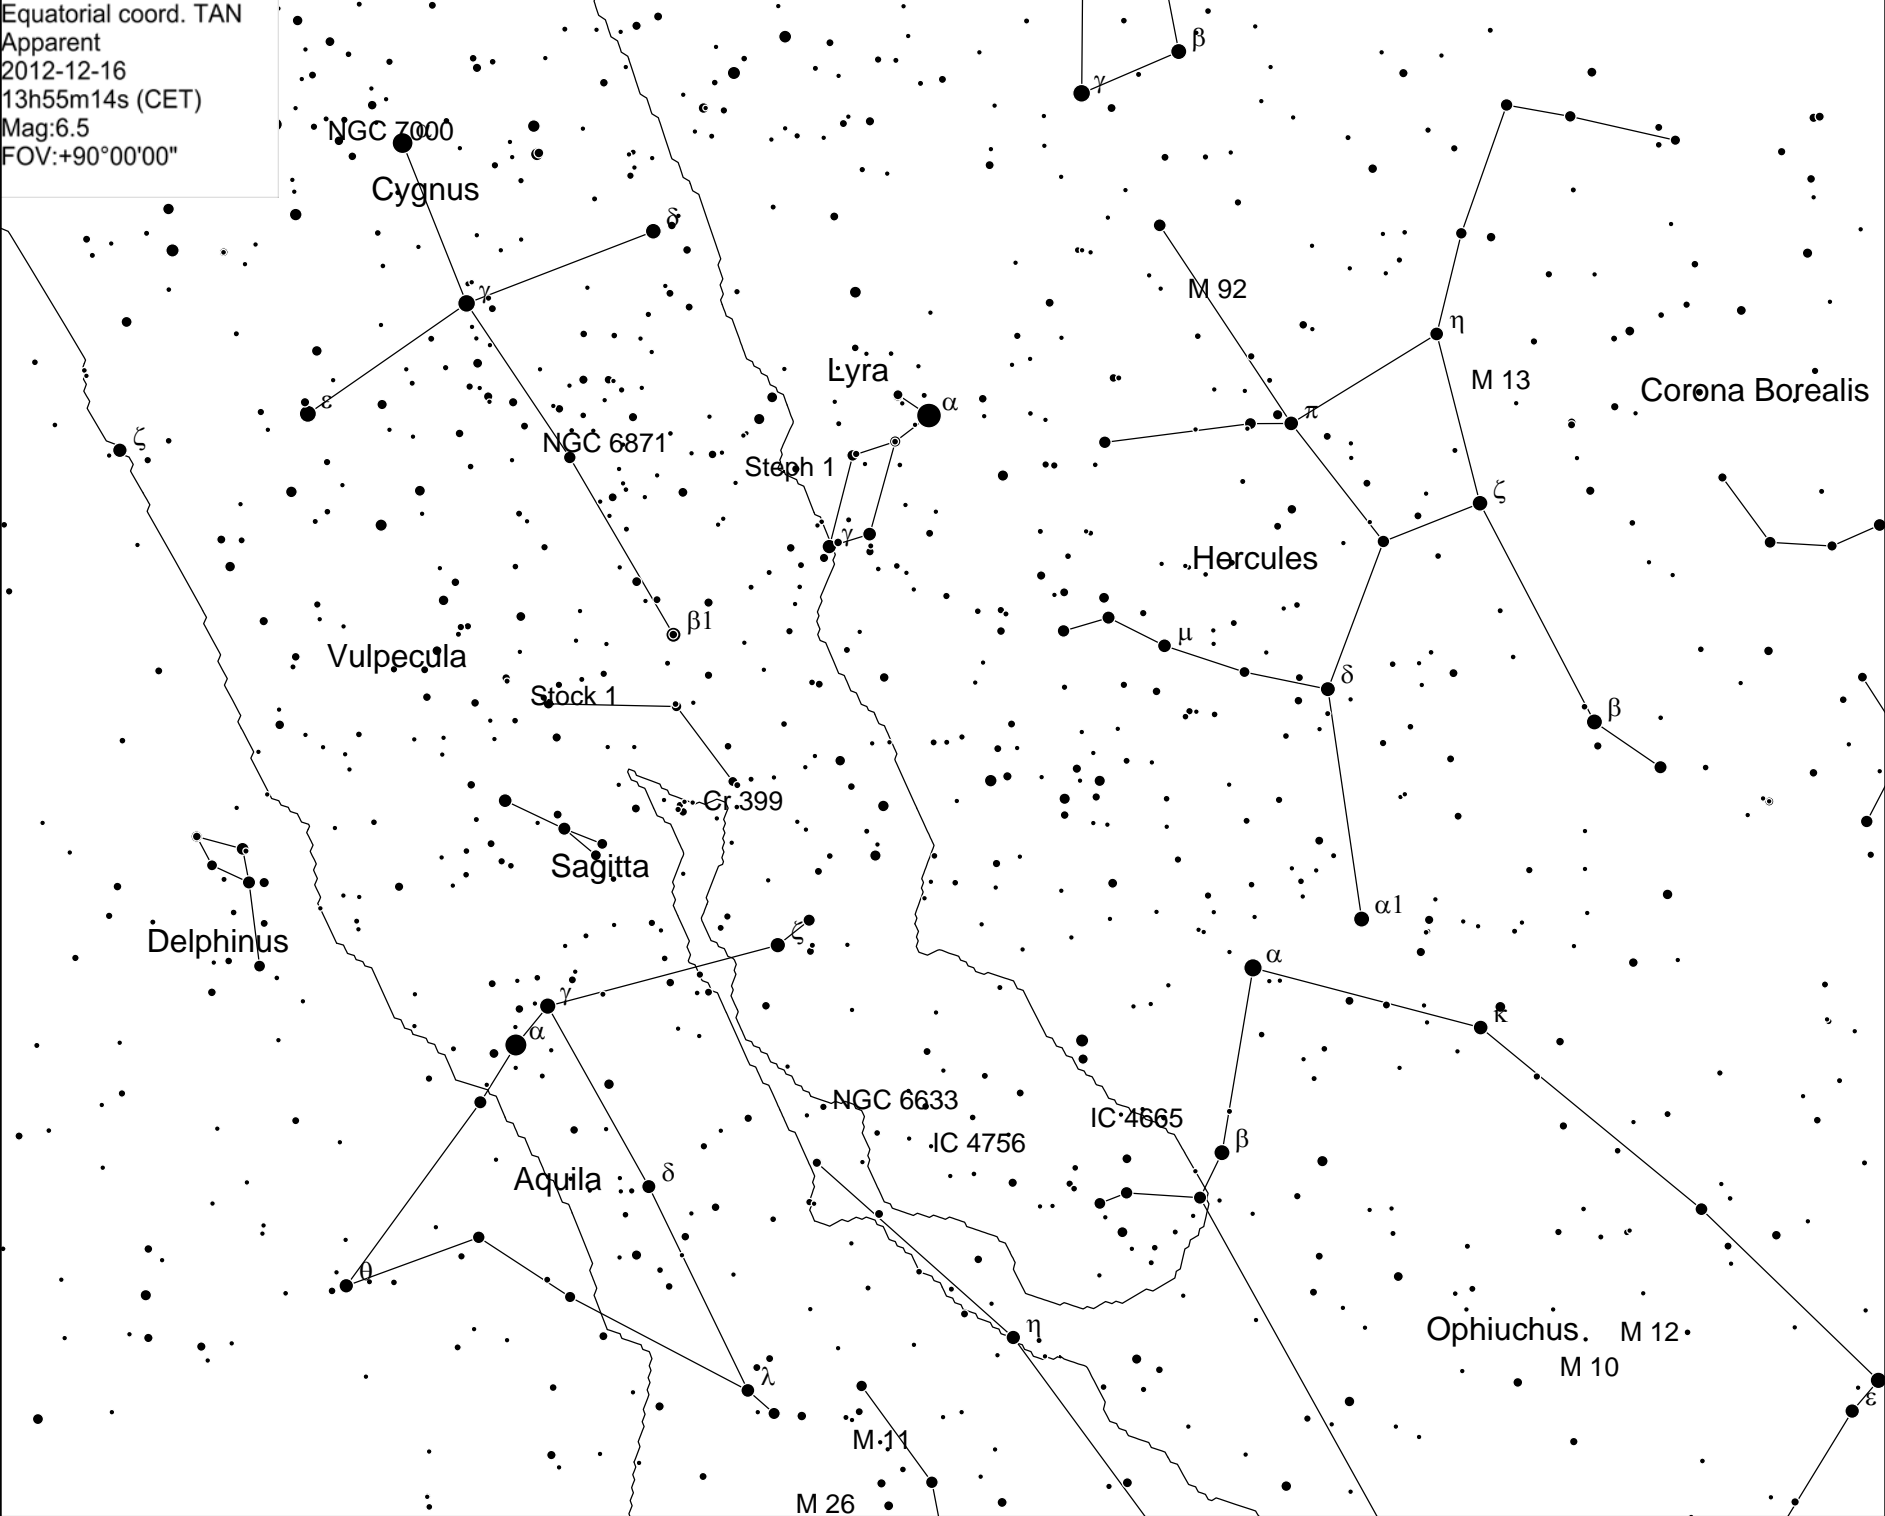 Equatorial coord. TAN
Apparent
2012-12-16
13h55m14s (CET)
Mag:6.5
FOV:+90°00'00"
β
γ
NGC 7000
α
Cygnus
δ
M 92
γ
η
Lyra
M 13
Corona Borealis
ε
α
π
ζ
NGC 6871
Steph 1
ζ
γ
Hercules
β1
μ
Vulpecula
δ
Stock 1
β
Cr 399
Sagitta
α1
Delphinus
ζ
α
γ
κ
α
NGC 6633
IC 4665
IC 4756
β
Aquila
δ
θ
η
Ophiuchus
M 12
M 10
λ
ε
M 11
M 26